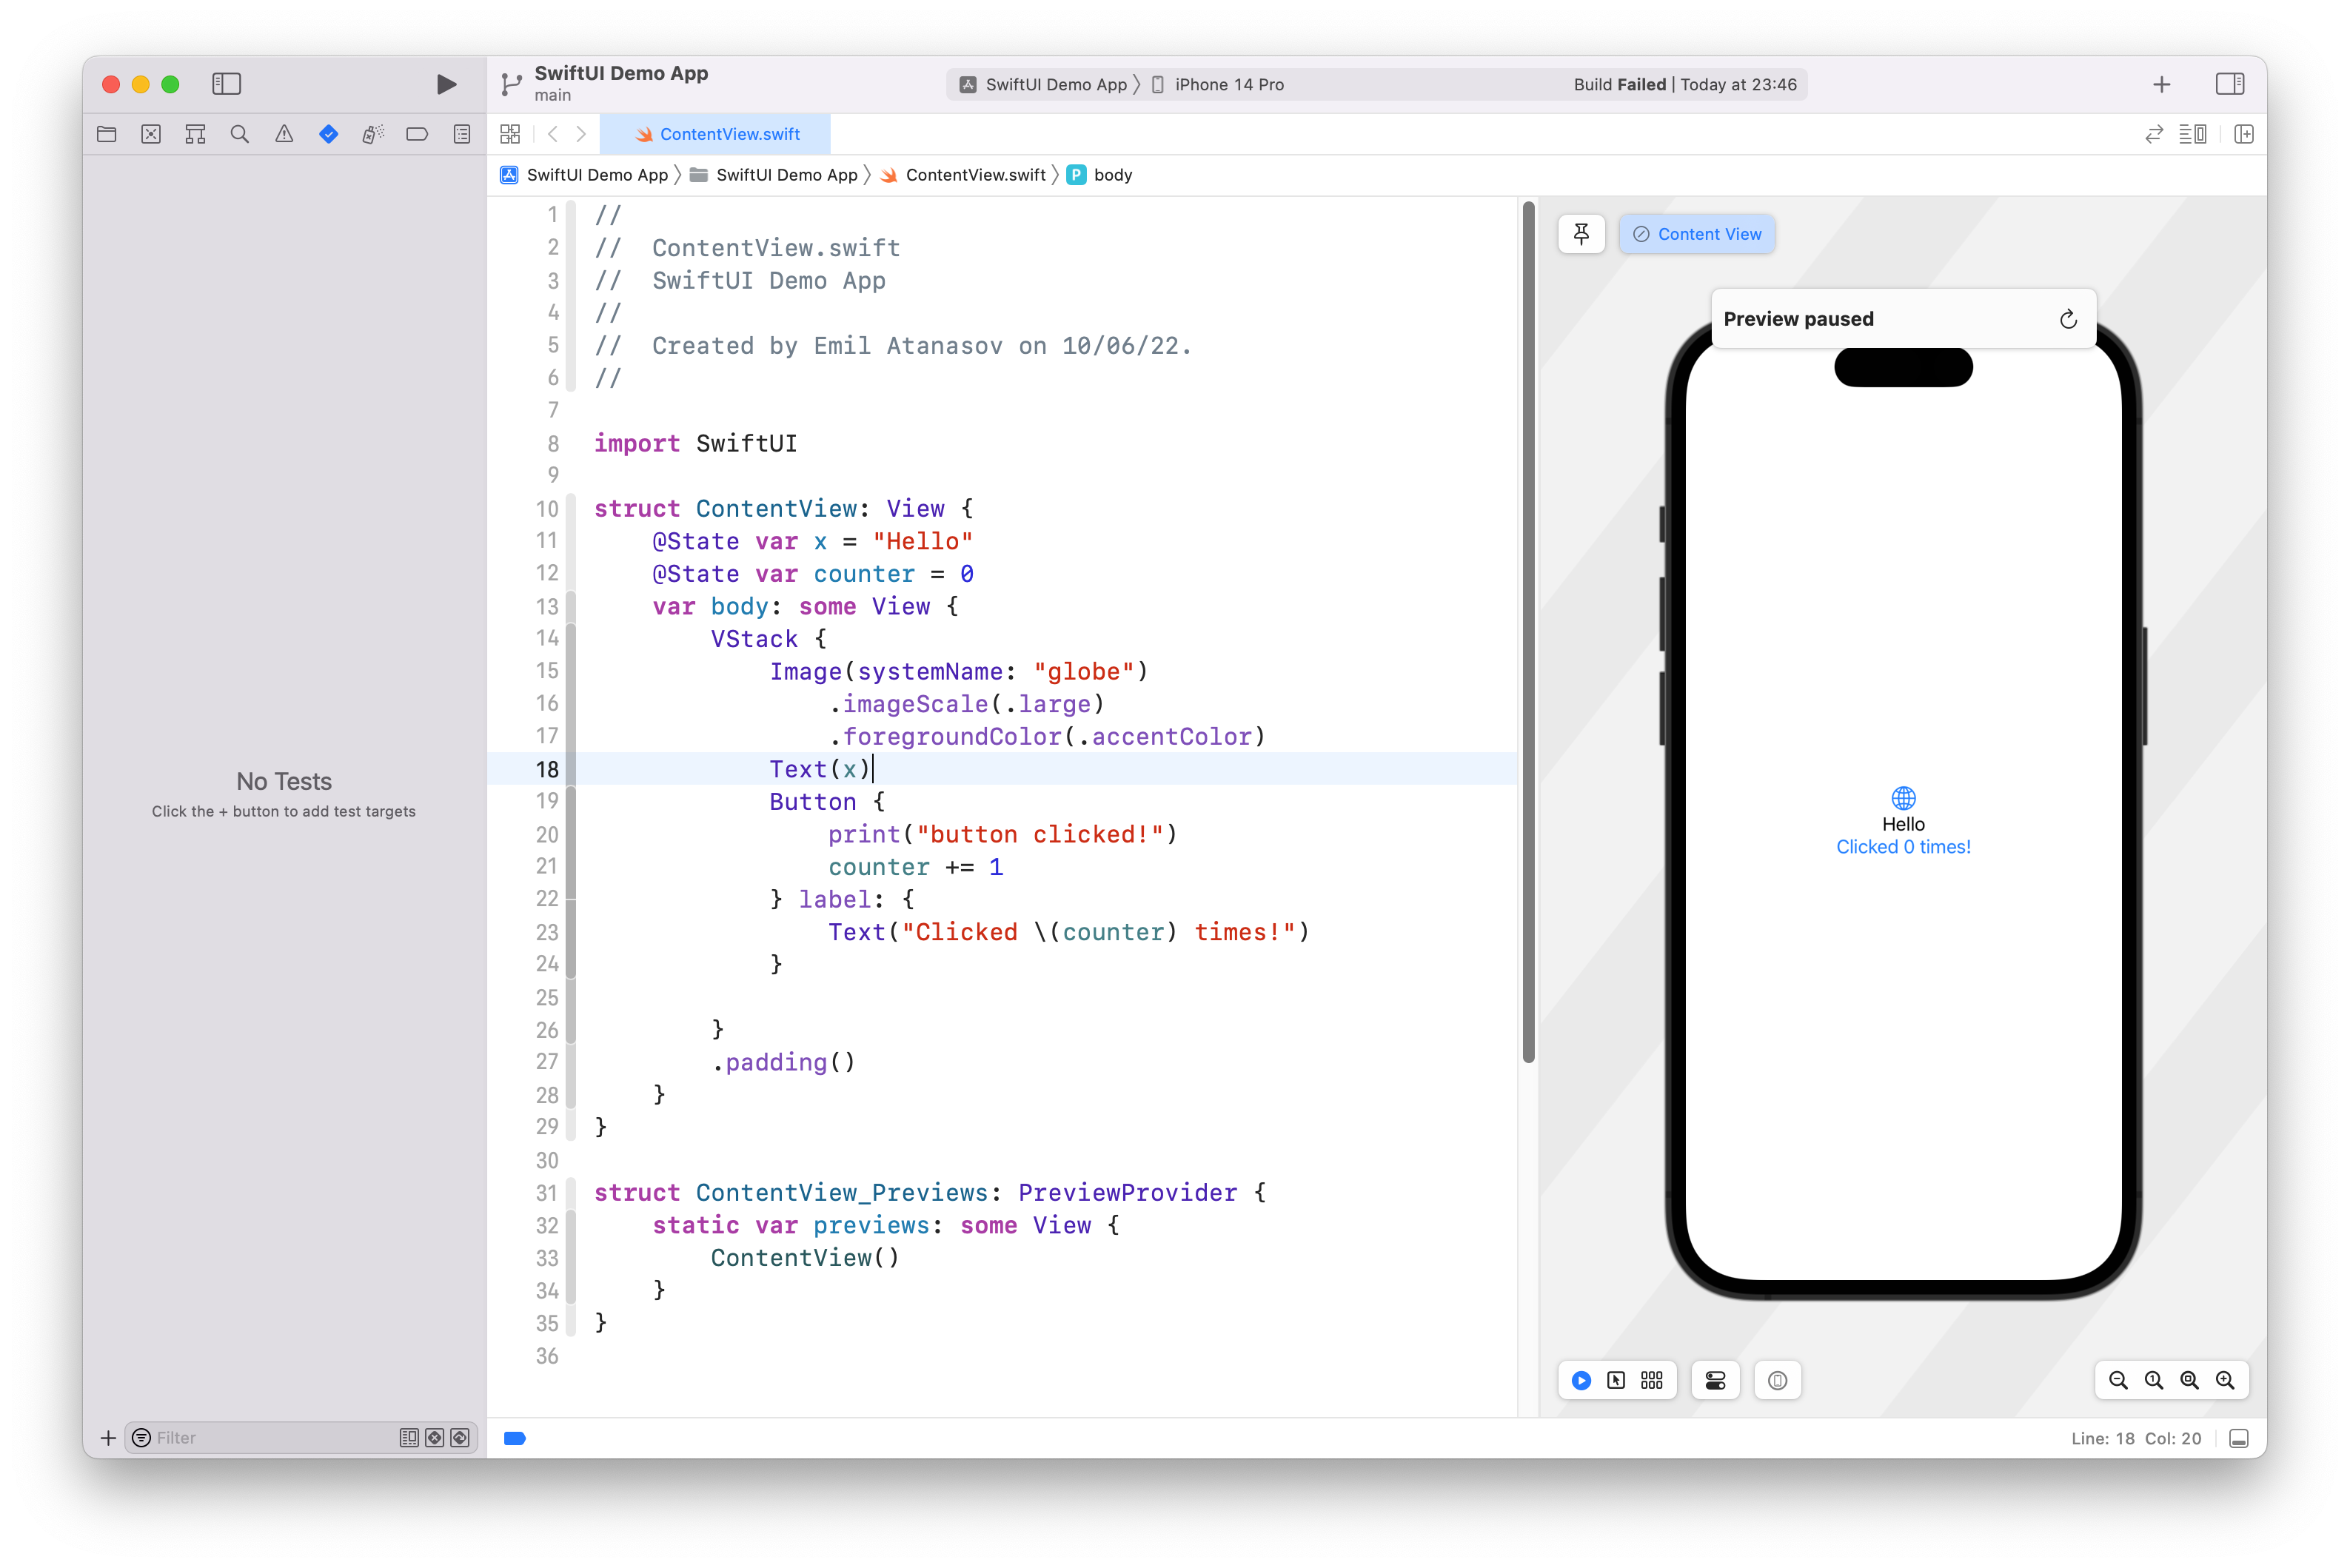 SwiftUI Demo App
main
SwiftUI Demo App 〉 iPhone 14 Pro
Build Failed | Today at 23:46
ContentView.swift
SwiftUI Demo App 〉 SwiftUI Demo App 〉 ContentView.swift 〉 P body
No Tests
Click the + button to add test targets
Filter
1 //
2 //  ContentView.swift
3 //  SwiftUI Demo App
4 //
5 //  Created by Emil Atanasov on 10/06/22.
6 //
7
8 import SwiftUI
9
10 struct ContentView: View {
11     @State var x = "Hello"
12     @State var counter = 0
13     var body: some View {
14         VStack {
15             Image(systemName: "globe")
16                 .imageScale(.large)
17                 .foregroundColor(.accentColor)
18             Text(x)
19             Button {
20                 print("button clicked!")
21                 counter += 1
22             } label: {
23                 Text("Clicked \(counter) times!")
24             }
25
26         }
27         .padding()
28     }
29 }
30
31 struct ContentView_Previews: PreviewProvider {
32     static var previews: some View {
33         ContentView()
34     }
35 }
36
Content View
Preview paused
Hello
Clicked 0 times!
Line: 18 Col: 20